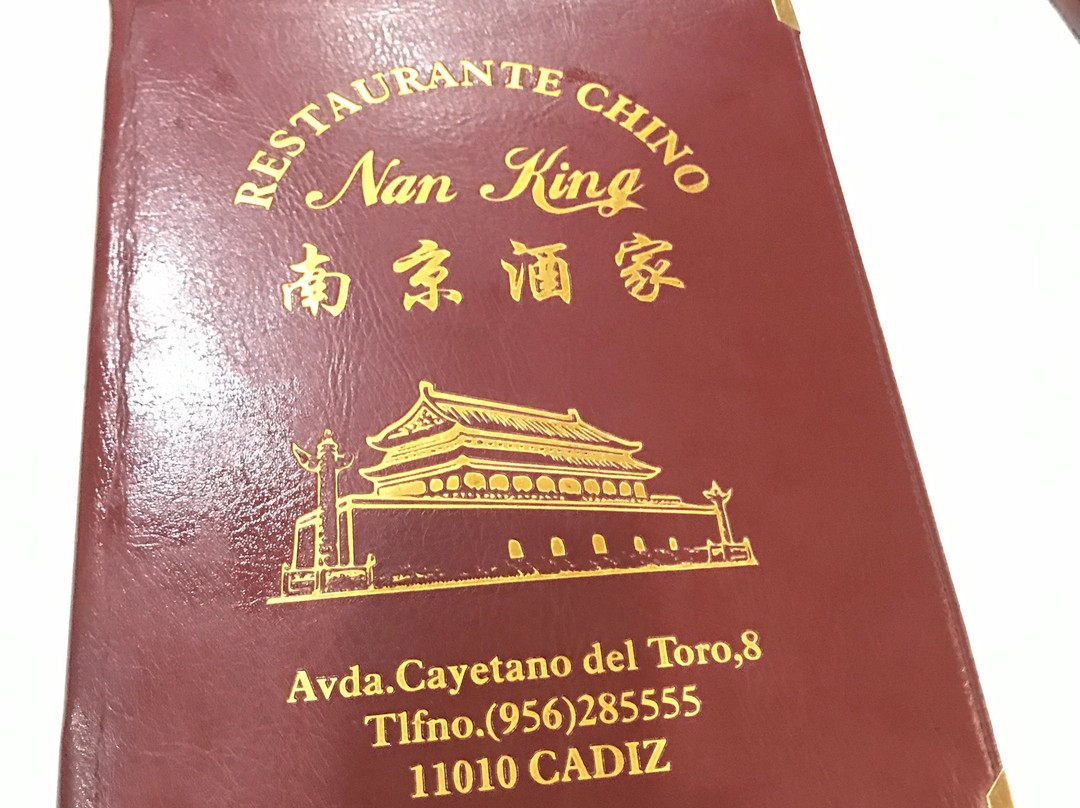 RESTAURANTE CHINO
Nan King
南京酒家
Avda.Cayetano del Toro,8
Tlfno.(956)285555
11010 CADIZ